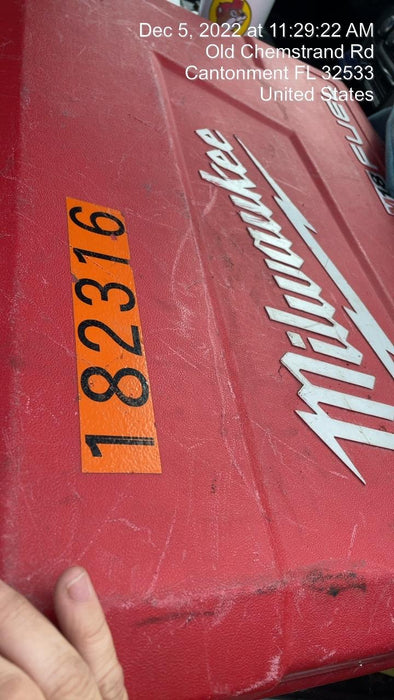 Dec 5, 2022 at 11:29:22 AM
Old Chemstrand Rd
Cantonment FL 32533
United States
182316
Milwaukee
FUEL